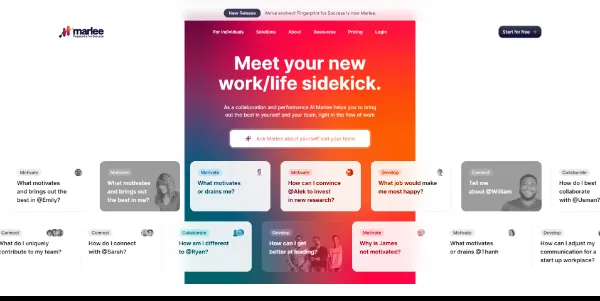 New Release We've evolved! Fingerprint for Success is now Marlee.
marlee
Fingerprint for Success
For Individuals Solutions About Resources Pricing Login
Start for Free
Meet your new
work/life sidekick.
As a collaboration and performance AI Marlee helps you to bring
out the best in yourself and your team, right in the flow of work
Ask Marlee about yourself and your team
Motivate
What motivates
and brings out the
best in @Emily?
Motivate
What motivates
and brings out
the best in me?
Motivate
What motivates
or drains me?
Motivate
How can I convince
@Alek to invest
in new research?
Develop
What job would make
me most happy?
Connect
Tell me
about @William
Collaborate
How do I best
collaborate
with @Usman?
Connect
What do I uniquely
contribute to my team?
Connect
How do I connect
with @Sarah?
Collaborate
How am I different
to @Ryan?
Develop
How can I get
better at leading?
Motivate
Why is James
not motivated?
Motivate
What motivates
or drains @Thanh
Develop
How can I adjust my
communication for a
start up workplace?